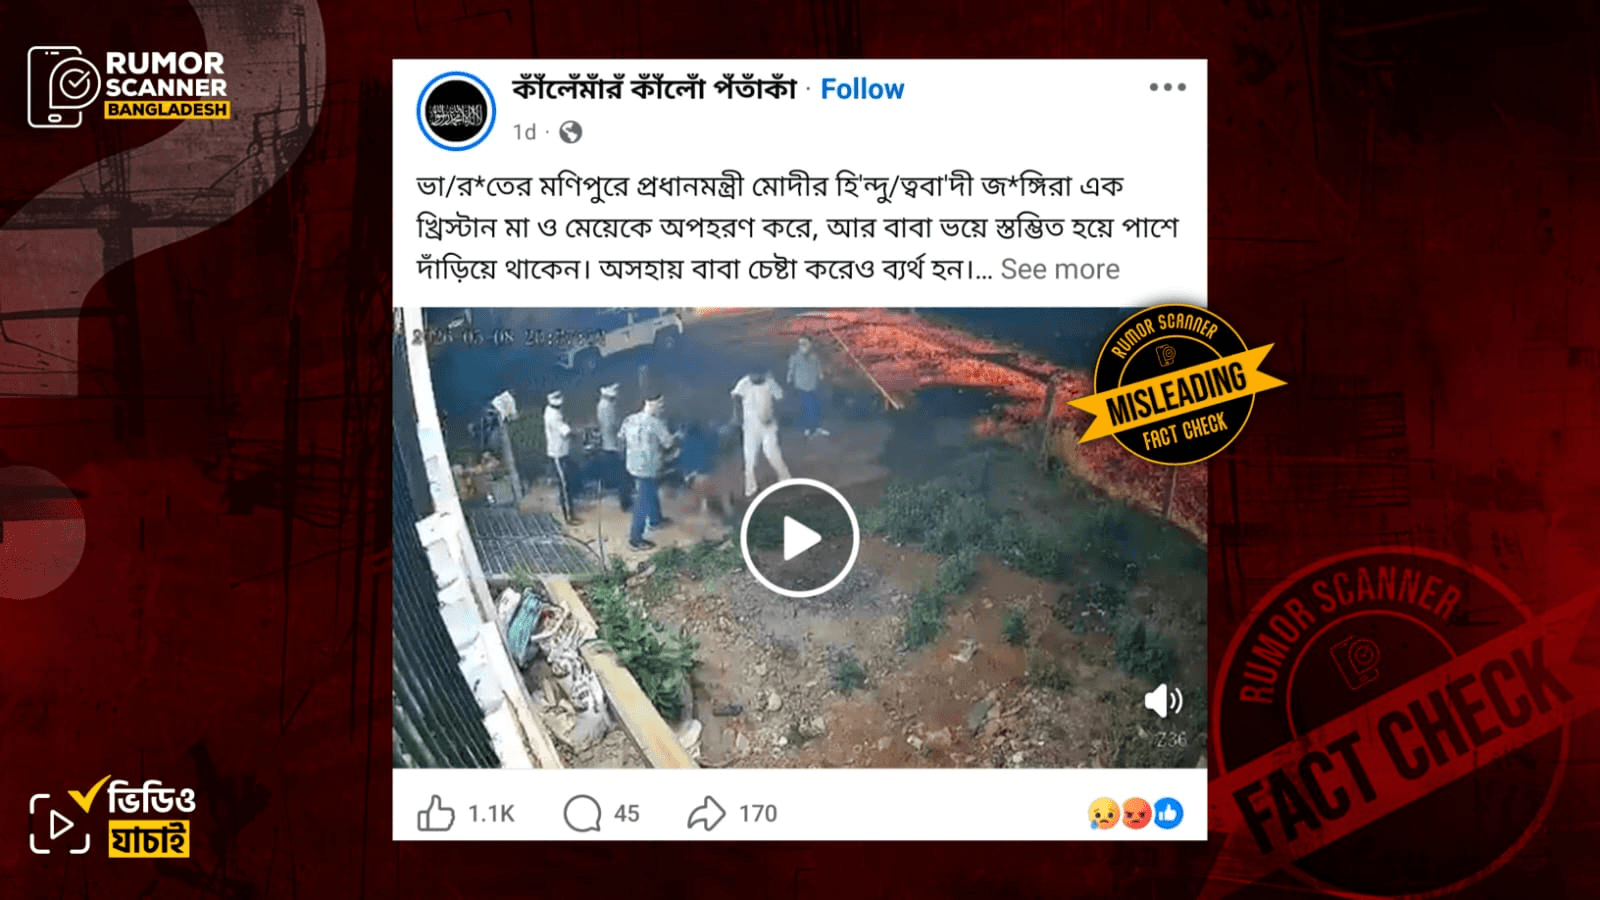 RUMOR
SCANNER
BANGLADESH
কাঁলেমাঁরঁ কাঁলোঁ পঁতাঁকাঁ · Follow
1d ·
ভা/র*তের মণিপুরে প্রধানমন্ত্রী মোদীর হি'ন্দু/ত্ববা'দী জ*ঙ্গিরা এক
খ্রিস্টান মা ও মেয়েকে অপহরণ করে, আর বাবা ভয়ে স্তম্ভিত হয়ে পাশে
দাঁড়িয়ে থাকেন। অসহায় বাবা চেষ্টা করেও ব্যর্থ হন।... See more
RUMOR SCANNER
MISLEADING
FACT CHECK
236
1.1K
45
170
ভিডিও
যাচাই
RUMOR SCANNER
FACT CHECK